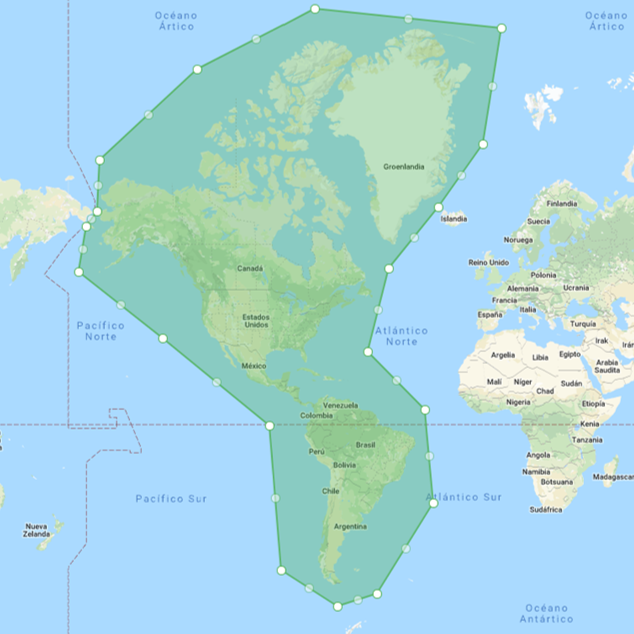 Océano
Ártico
Océano
Ártico
Groenlandia
Islandia
Finlandia
Suecia
Noruega
Canadá
Reino Unido
Polonia
Alemania
Ucrania
Francia
Estados
Unidos
Italia
España
Turquía
Pacífico
Norte
Atlántico
Norte
Irak
Argelia
Libia
Egipto
Arabia
Saudita
México
Malí
Níger
Chad
Sudán
Nigeria
Etiopía
Venezuela
Colombia
Kenia
Tanzania
Brasil
Perú
Angola
Bolivia
Namibia
Botsuana
Madagascar
Chile
Pacífico Sur
Atlántico Sur
Sudáfrica
Nueva
Zelanda
Argentina
Océano
Antártico